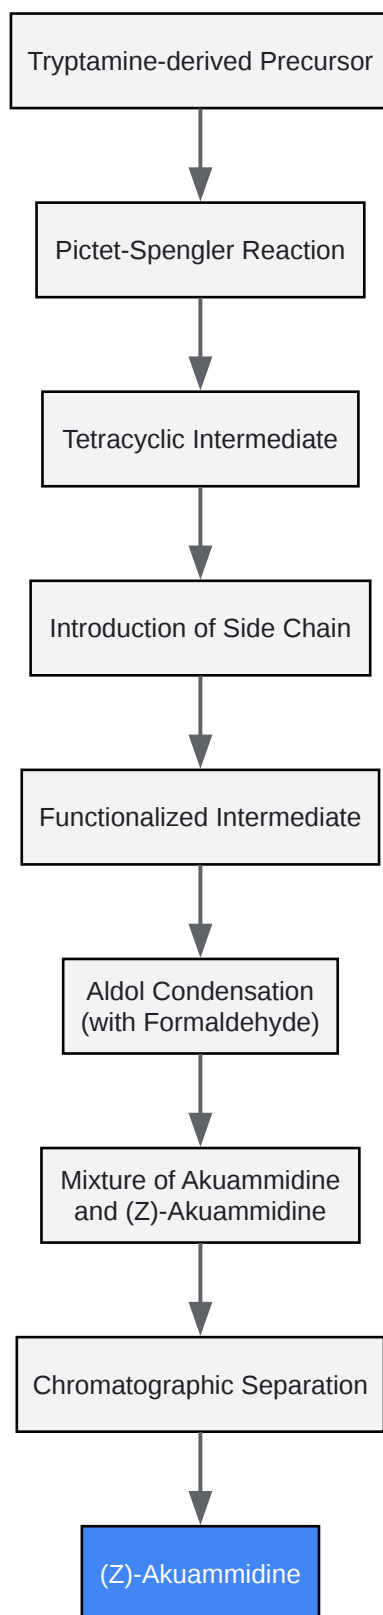 Tryptamine-derived Precursor
Pictet-Spengler Reaction
Tetracyclic Intermediate
Introduction of Side Chain
Functionalized Intermediate
Aldol Condensation
(with Formaldehyde)
Mixture of Akuammidine
and (Z)-Akuammidine
Chromatographic Separation
(Z)-Akuammidine